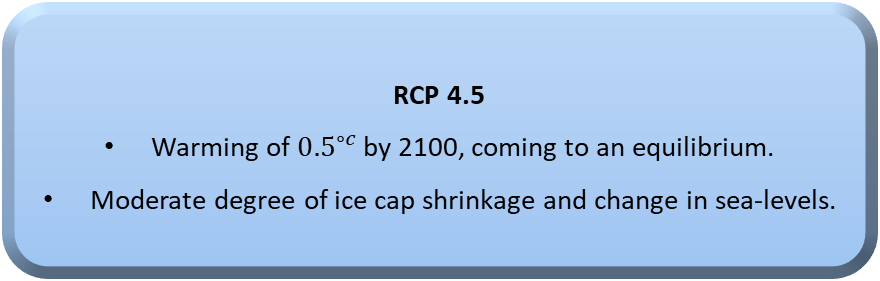 RCP 4.5
• Warming of 0.5°ᶜ by 2100, coming to an equilibrium.
• Moderate degree of ice cap shrinkage and change in sea-levels.